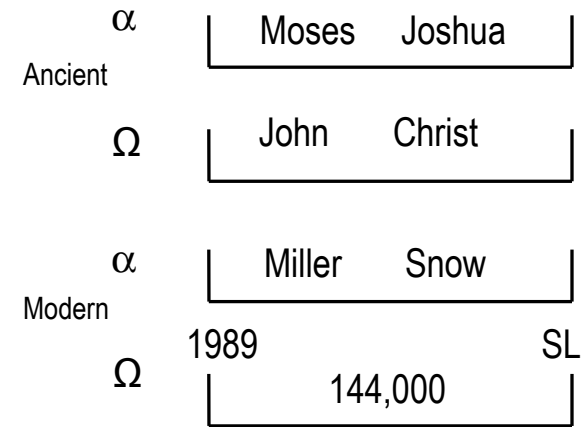 α Moses Joshua
Ancient
Ω John Christ
α Miller Snow
Modern
1989 SL
Ω 144,000